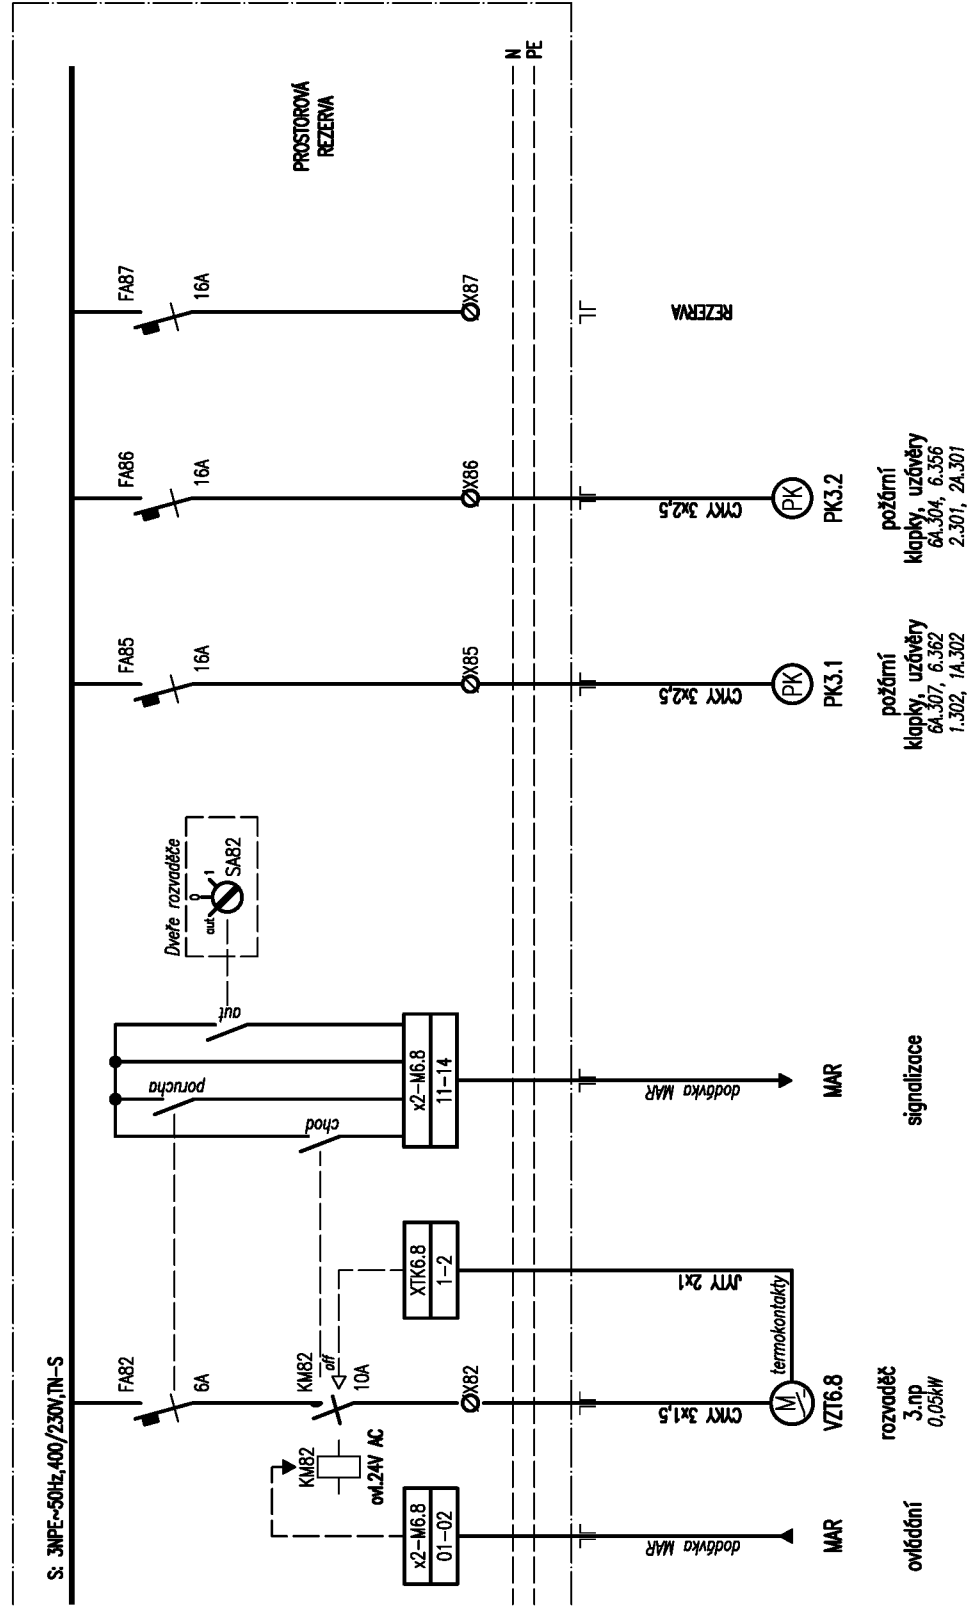 S: 3NPE~50Hz,400/230V,TN-S
FA82
6A
KM82
off
10A
KM82
ovl.24V AC
x2-M6.8
01-02
XTK6.8
1-2
X82
porucha
chod
aut
x2-M6.8
11-14
Dveře rozvaděče
aut
0
1
SA82
FA85
16A
X85
FA86
16A
X86
FA87
16A
X87
PROSTOROVÁ
REZERVA
N
PE
dodávka MAR
CYKY 3x1,5
JYTY 2x1
dodávka MAR
CYKY 3x2,5
CYKY 3x2,5
REZERVA
termokontakty
M
PK
PK
MAR
VZT6.8
MAR
PK3.1
PK3.2
ovládání
rozvaděč
3.np
0,05kW
signalizace
požární
klapky, uzávěry
6A.307, 6.362
1.302, 1A.302
požární
klapky, uzávěry
6A.304, 6.356
2.301, 2A.301